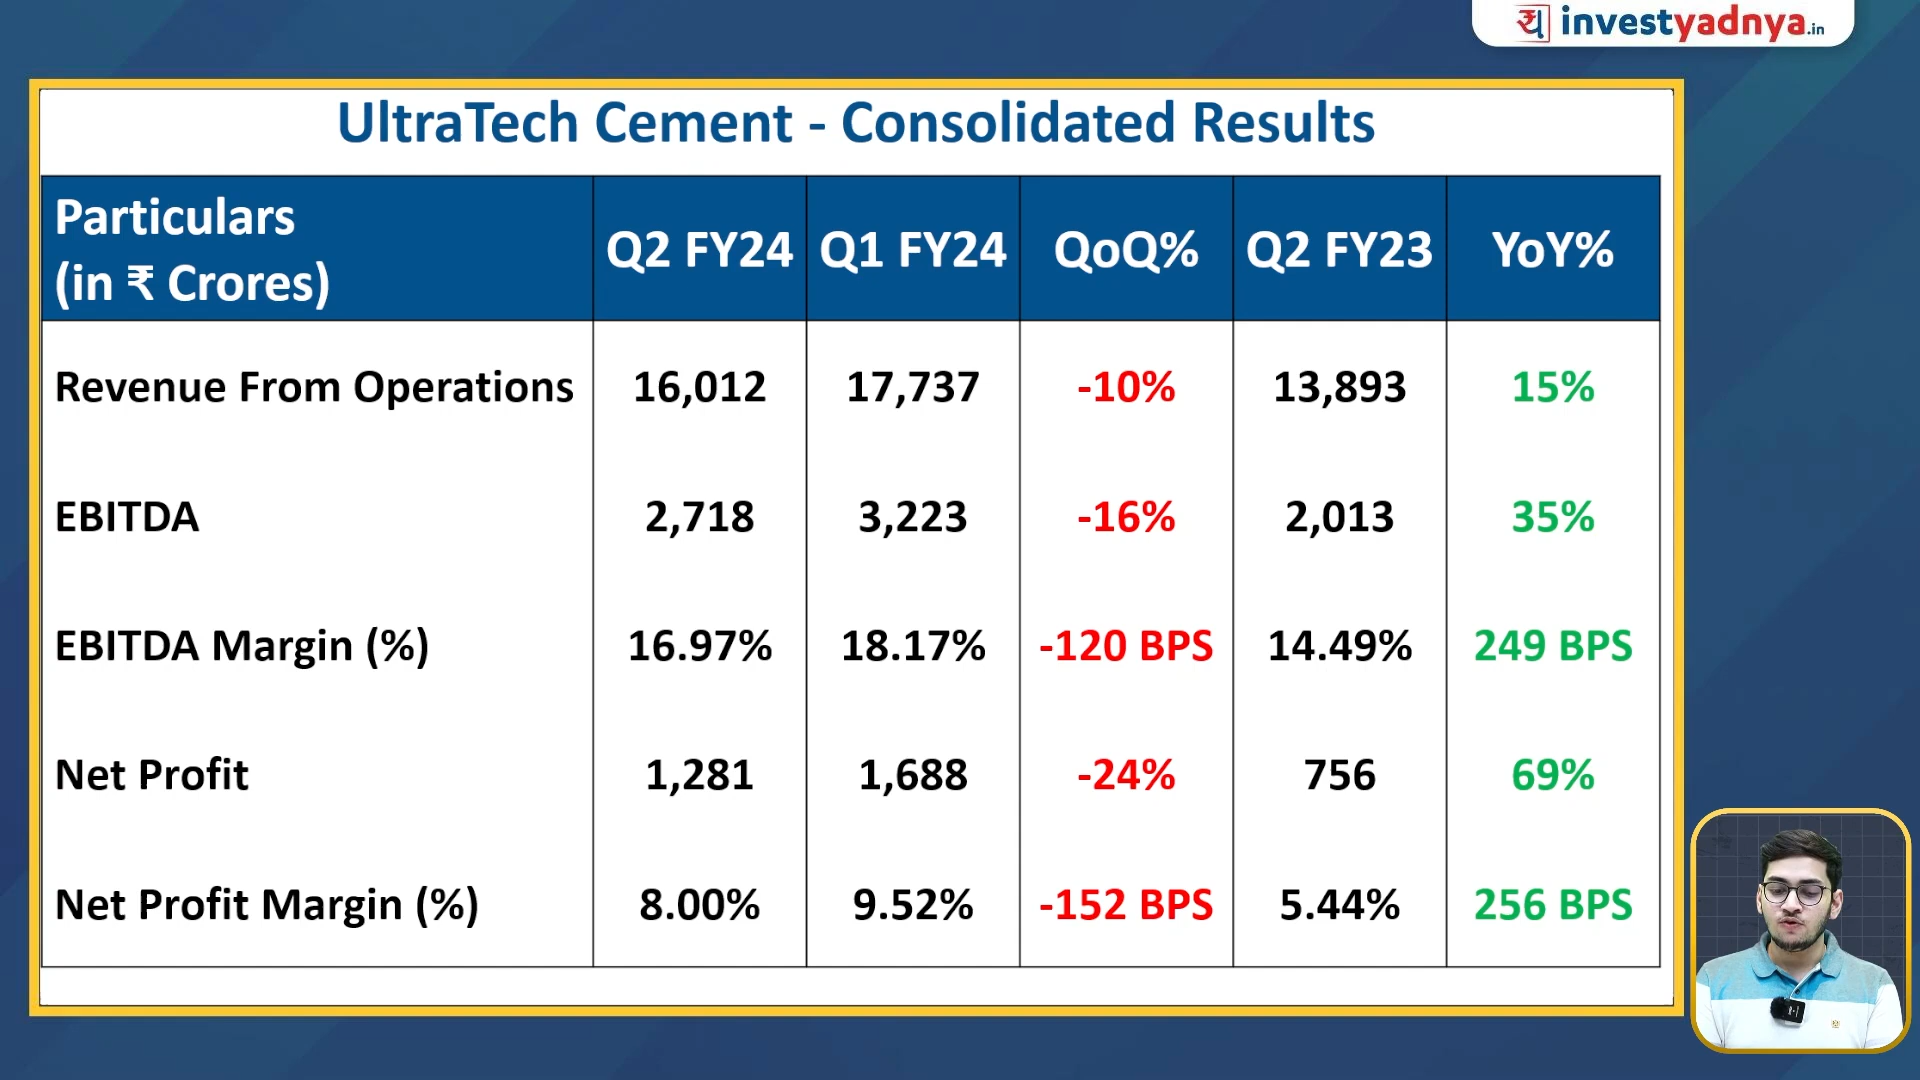 य investyadnya.in
UltraTech Cement - Consolidated Results
Particulars (in ₹ Crores) Q2 FY24 Q1 FY24 QoQ% Q2 FY23 YoY%
Revenue From Operations 16,012 17,737 -10% 13,893 15%
EBITDA 2,718 3,223 -16% 2,013 35%
EBITDA Margin (%) 16.97% 18.17% -120 BPS 14.49% 249 BPS
Net Profit 1,281 1,688 -24% 756 69%
Net Profit Margin (%) 8.00% 9.52% -152 BPS 5.44% 256 BPS